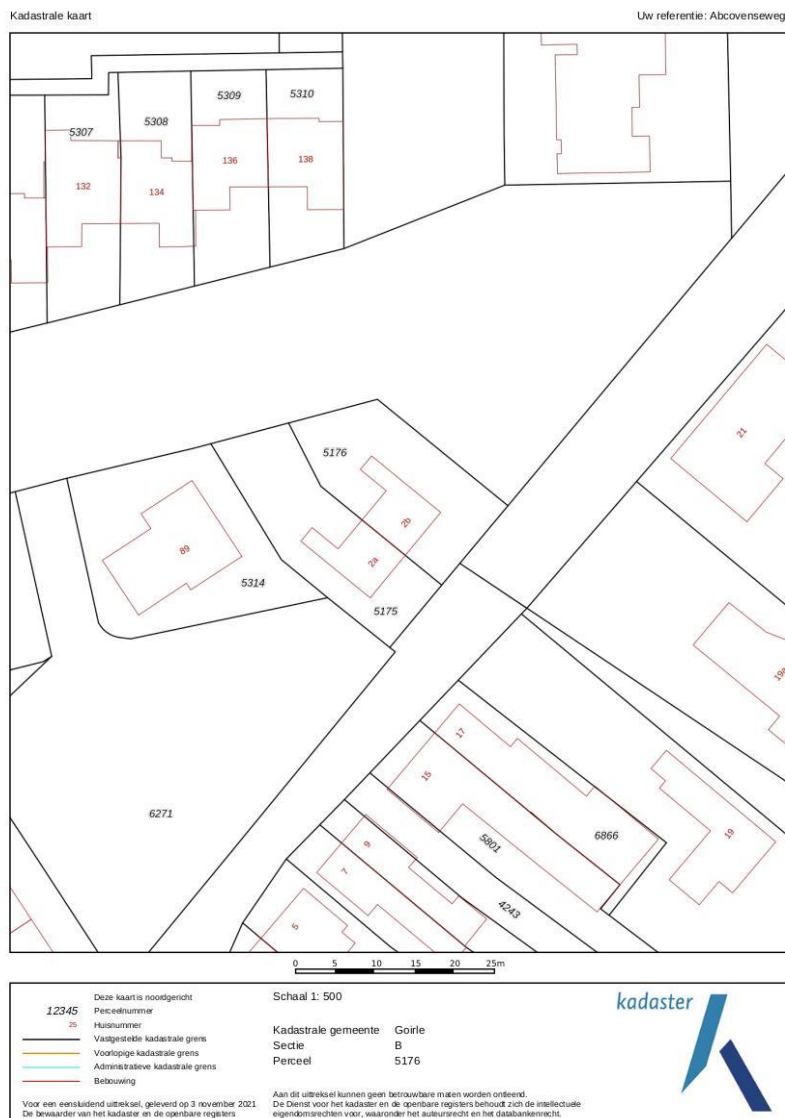 Kadastrale kaart
Uw referentie: Abcovenseweg
5309
5310
5308
5307
136
138
132
134
21
5176
2b
89
2a
5314
5175
19a
17
15
6271
6866
19
5801
9
7
4243
5
0 5 10 15 20 25m
Deze kaart is noordgericht
12345 Perceelnummer
25 Huisnummer
Vastgestelde kadastrale grens
Voorlopige kadastrale grens
Administratieve kadastrale grens
Bebouwing
Voor een eensluidend uittreksel, geleverd op 3 november 2021
De bewaarder van het kadaster en de openbare registers
Schaal 1: 500
Kadastrale gemeente Goirle
Sectie B
Perceel 5176
Aan dit uittreksel kunnen geen betrouwbare maten worden ontleend.
De Dienst voor het kadaster en de openbare registers behoudt zich de intellectuele
eigendomsrechten voor, waaronder het auteursrecht en het databankenrecht.
kadaster